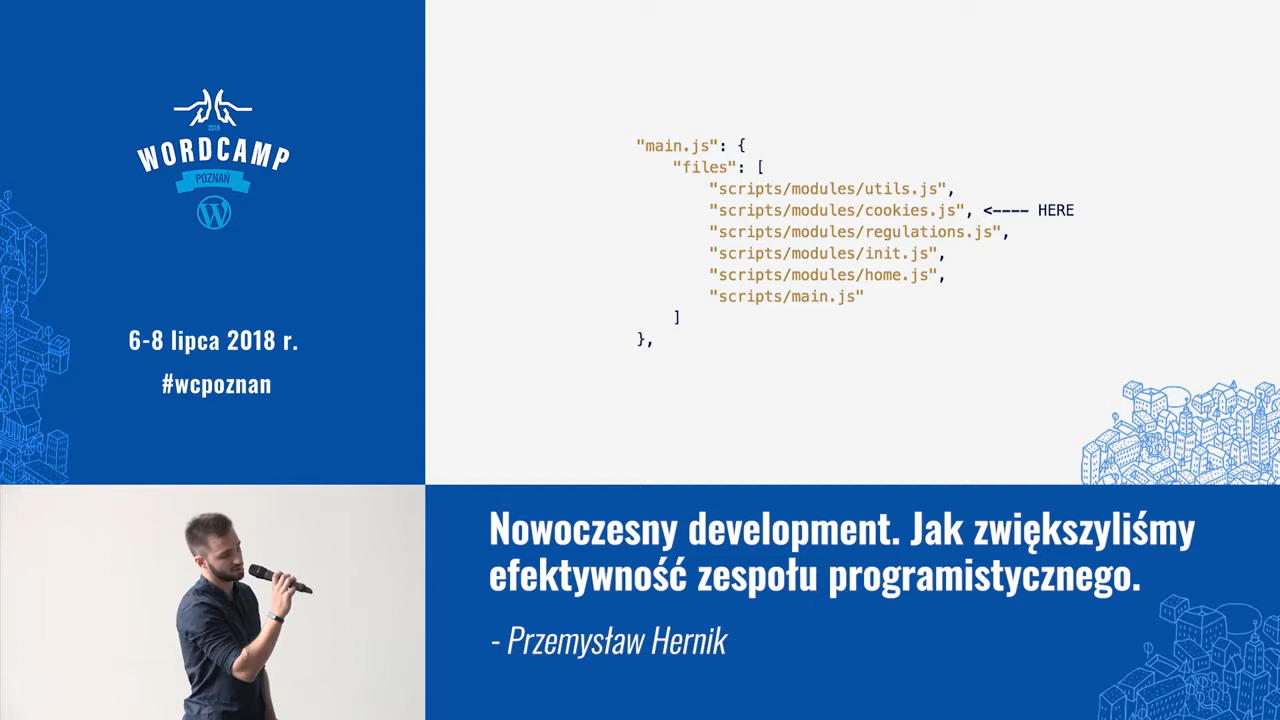 2018
WORDCAMP
POZNAŃ
6-8 lipca 2018 r.
#wcpoznan
"main.js": {
"files": [
"scripts/modules/utils.js",
"scripts/modules/cookies.js", <---- HERE
"scripts/modules/regulations.js",
"scripts/modules/init.js",
"scripts/modules/home.js",
"scripts/main.js"
]
},
Nowoczesny development. Jak zwiększyliśmy
efektywność zespołu programistycznego.
- Przemysław Hernik